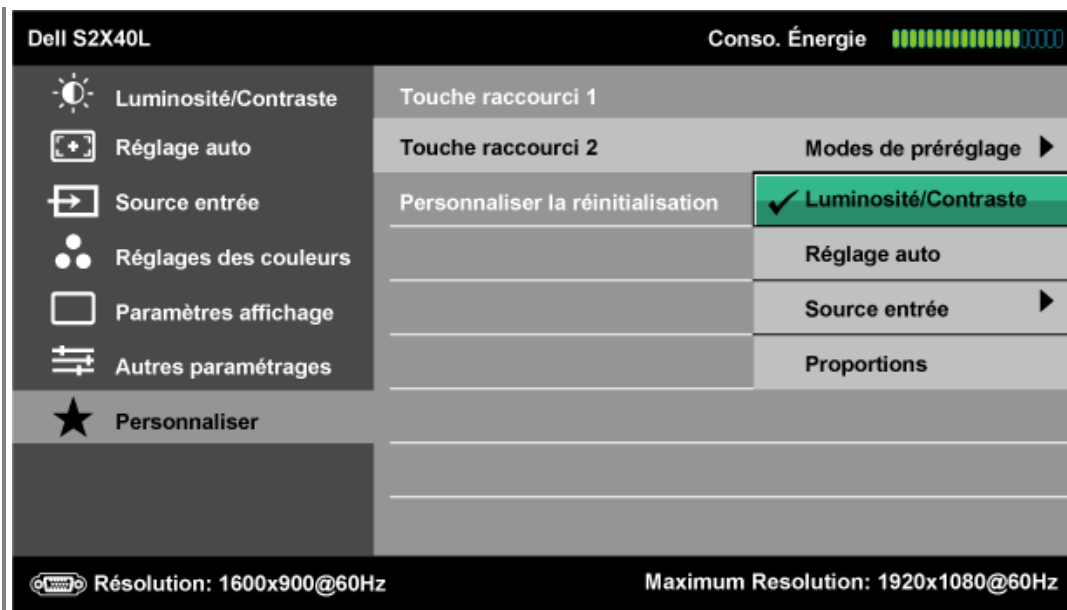 Dell S2X40L
Conso. Énergie
Luminosité/Contraste
Réglage auto
Source entrée
Réglages des couleurs
Paramètres affichage
Autres paramétrages
Personnaliser
Touche raccourci 1
Touche raccourci 2
Personnaliser la réinitialisation
Modes de préréglage
Luminosité/Contraste
Réglage auto
Source entrée
Proportions
Résolution: 1600x900@60Hz
Maximum Resolution: 1920x1080@60Hz